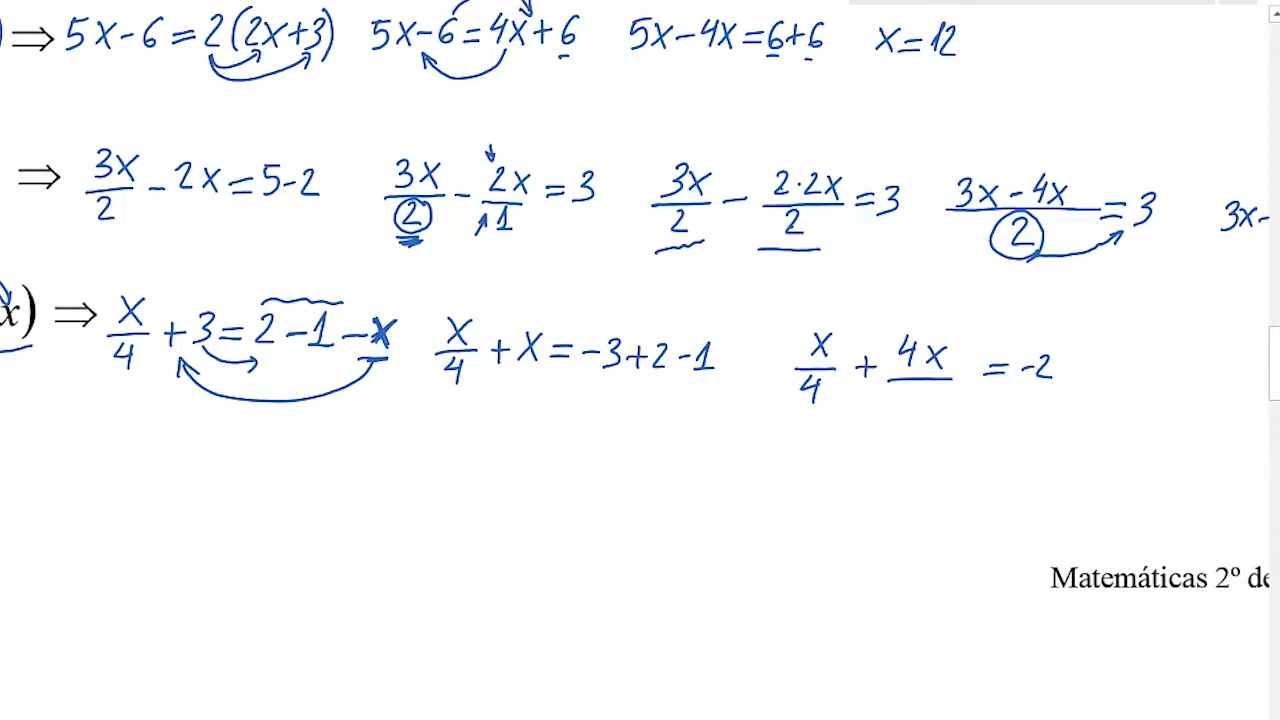 ) ⇒ 5x-6=2(2x+3) 5x-6=4x+6 5x-4x=6+6 x=12
⇒ 3x/2 - 2x=5-2 3x/2 - 2x/1 = 3 3x/2 - 2·2x/2 = 3 3x-4x/2 = 3 3x-
x) ⇒ x/4 + 3 = 2-1-x x/4 + x = -3+2-1 x/4 + 4x = -2
Matemáticas 2º de